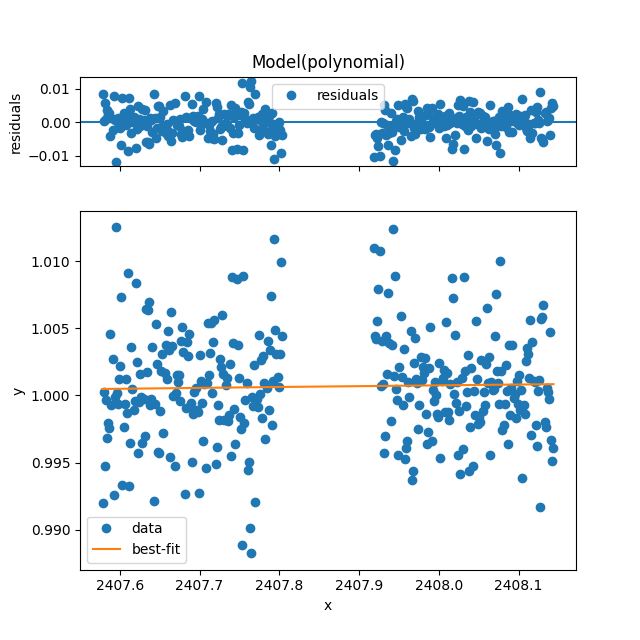 Model(polynomial)
0.01
0.00
−0.01
residuals
residuals
1.010
1.005
1.000
0.995
0.990
y
data
best-fit
2407.6 2407.7 2407.8 2407.9 2408.0 2408.1
x